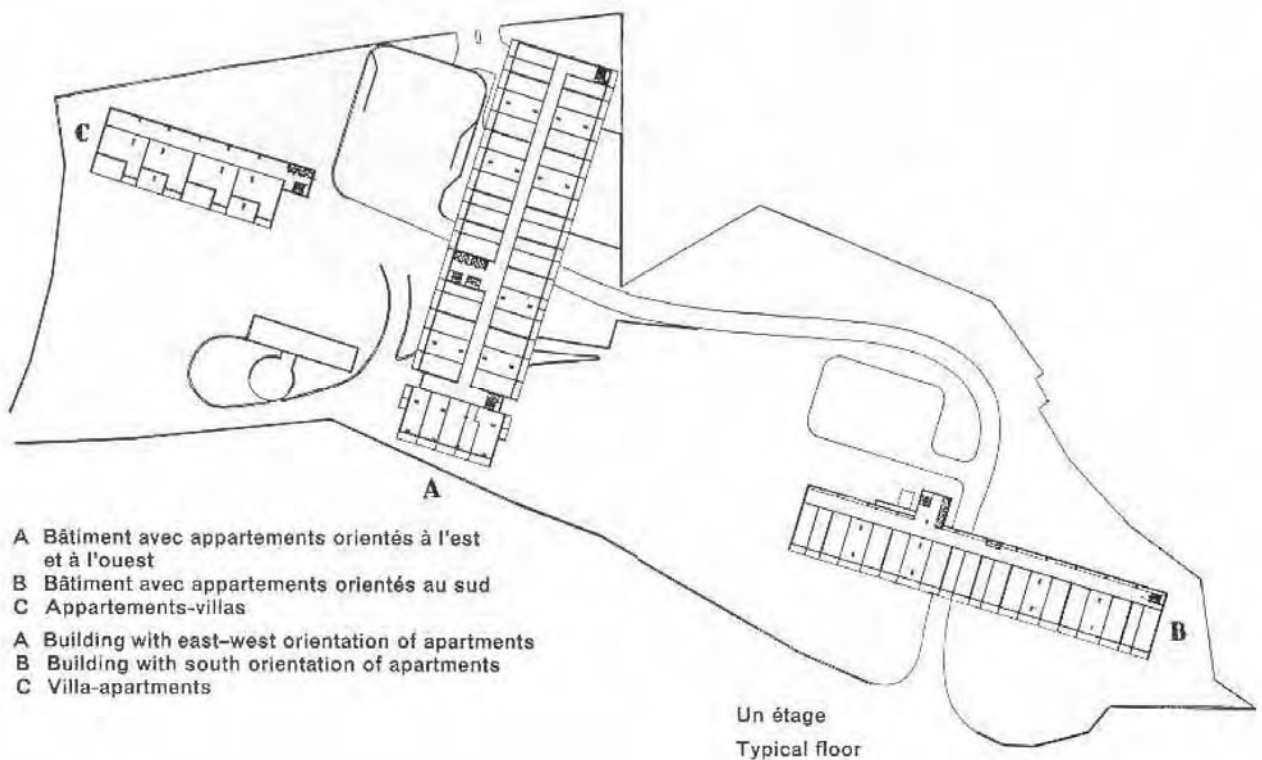 C
A
B
A Bâtiment avec appartements orientés à l'est
et à l'ouest
B Bâtiment avec appartements orientés au sud
C Appartements-villas
A Building with east–west orientation of apartments
B Building with south orientation of apartments
C Villa-apartments
Un étage
Typical floor